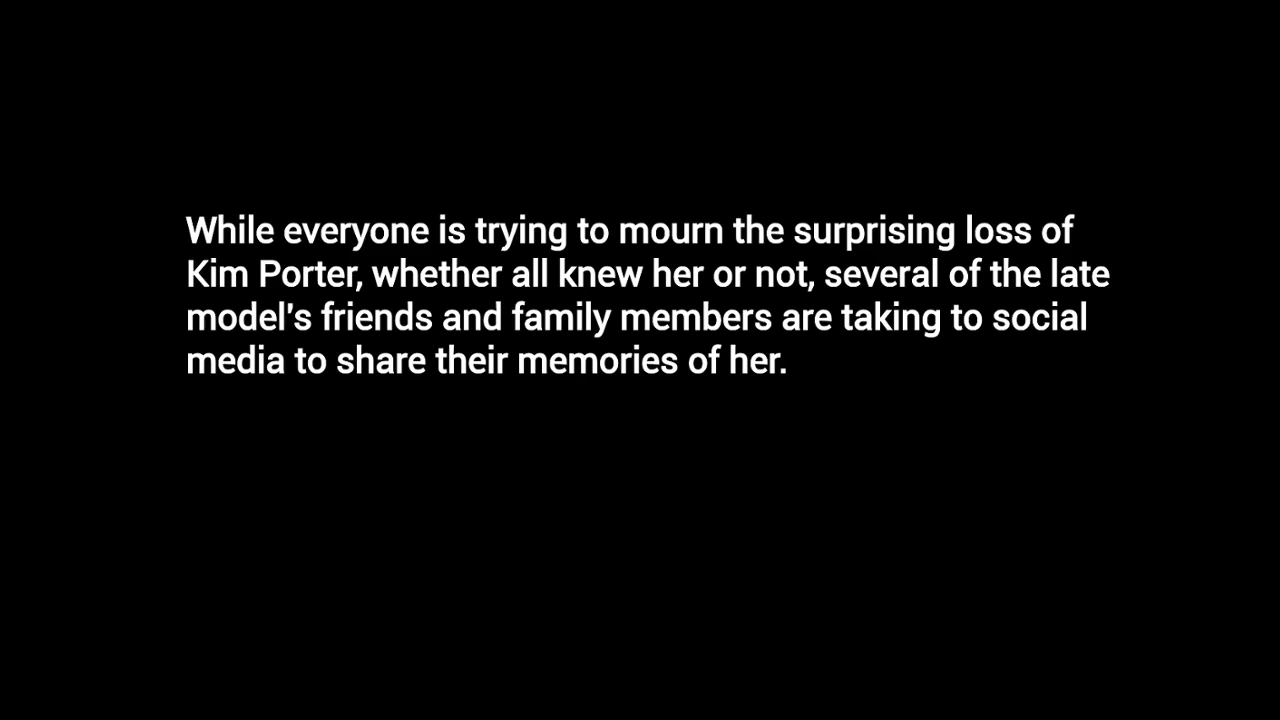 While everyone is trying to mourn the surprising loss of
Kim Porter, whether all knew her or not, several of the late
model's friends and family members are taking to social
media to share their memories of her.